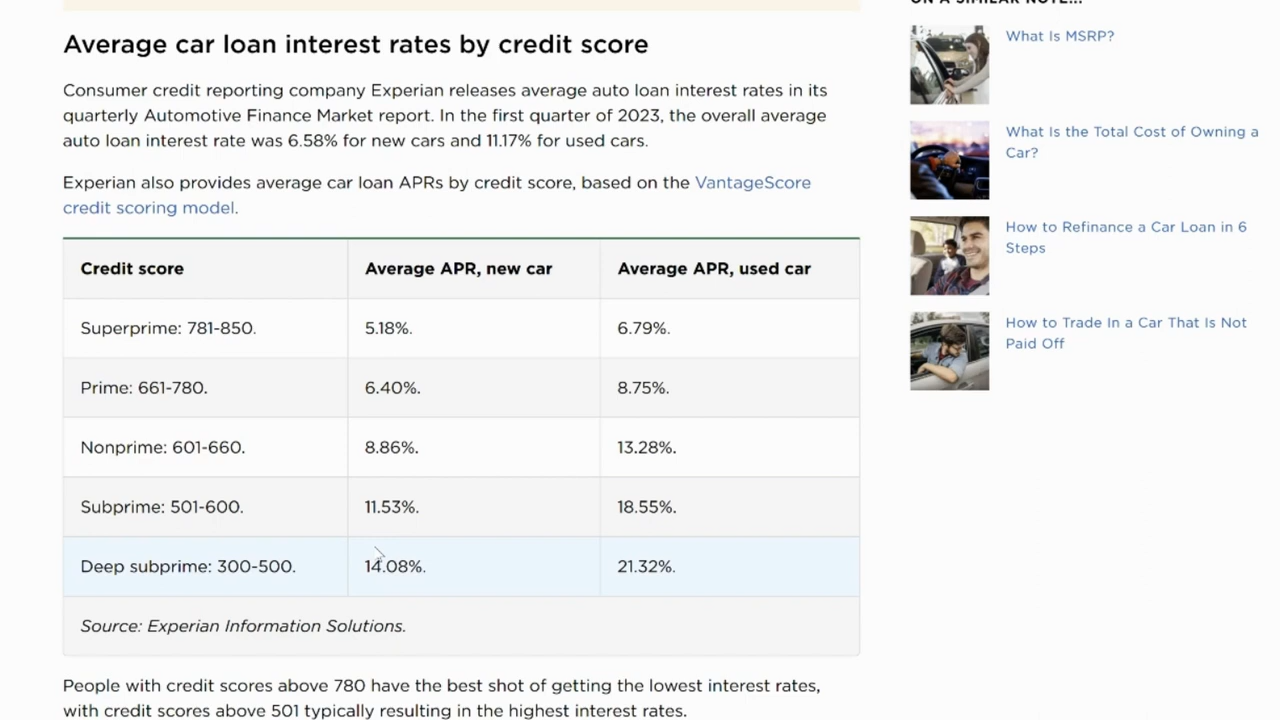 Average car loan interest rates by credit score
Consumer credit reporting company Experian releases average auto loan interest rates in its
quarterly Automotive Finance Market report. In the first quarter of 2023, the overall average
auto loan interest rate was 6.58% for new cars and 11.17% for used cars.
Experian also provides average car loan APRs by credit score, based on the VantageScore
credit scoring model.
Credit score Average APR, new car Average APR, used car
Superprime: 781-850. 5.18%. 6.79%.
Prime: 661-780. 6.40%. 8.75%.
Nonprime: 601-660. 8.86%. 13.28%.
Subprime: 501-600. 11.53%. 18.55%.
Deep subprime: 300-500. 14.08%. 21.32%.
Source: Experian Information Solutions.
People with credit scores above 780 have the best shot of getting the lowest interest rates,
with credit scores above 501 typically resulting in the highest interest rates.
ON A SIMILAR NOTE...
What Is MSRP?
What Is the Total Cost of Owning a
Car?
How to Refinance a Car Loan in 6
Steps
How to Trade In a Car That Is Not
Paid Off